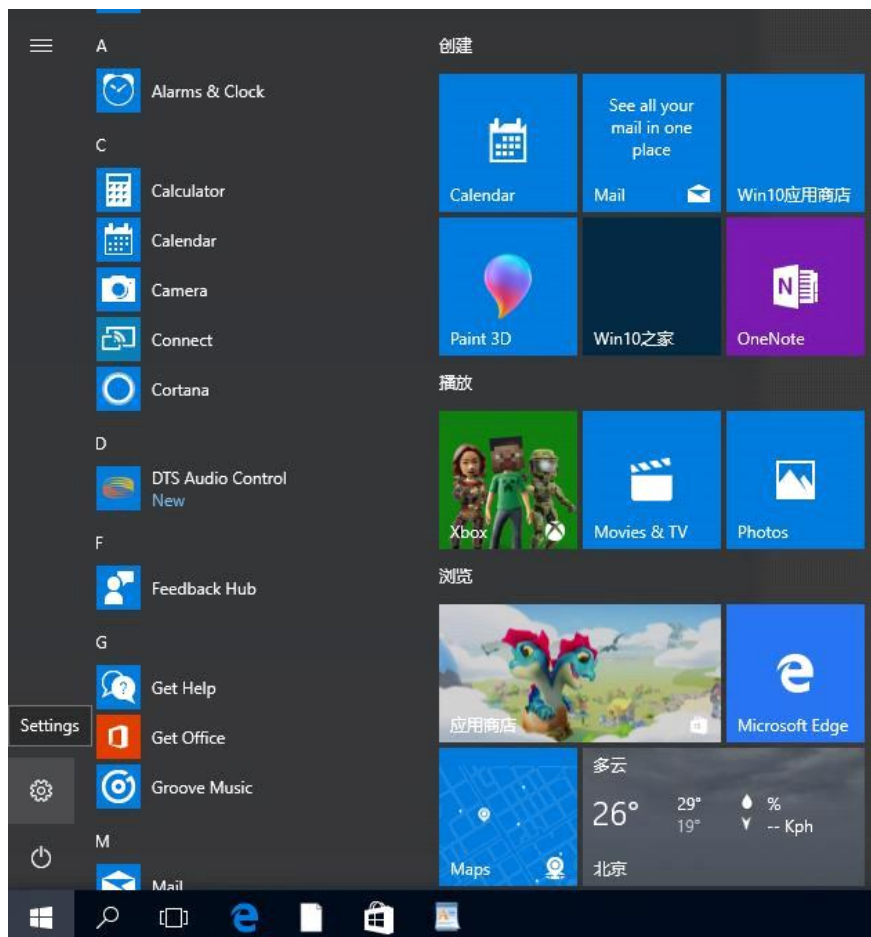 A
Alarms & Clock
C
Calculator
Calendar
Camera
Connect
Cortana
D
DTS Audio Control
New
F
Feedback Hub
G
Get Help
Get Office
Groove Music
M
Mail
Settings
创建
Calendar
See all your
mail in one
place
Mail
Win10应用商店
Paint 3D
Win10之家
N
OneNote
播放
Xbox
Movies & TV
Photos
浏览
应用商店
Microsoft Edge
Maps
多云
26°
29°
19°
%
-- Kph
北京